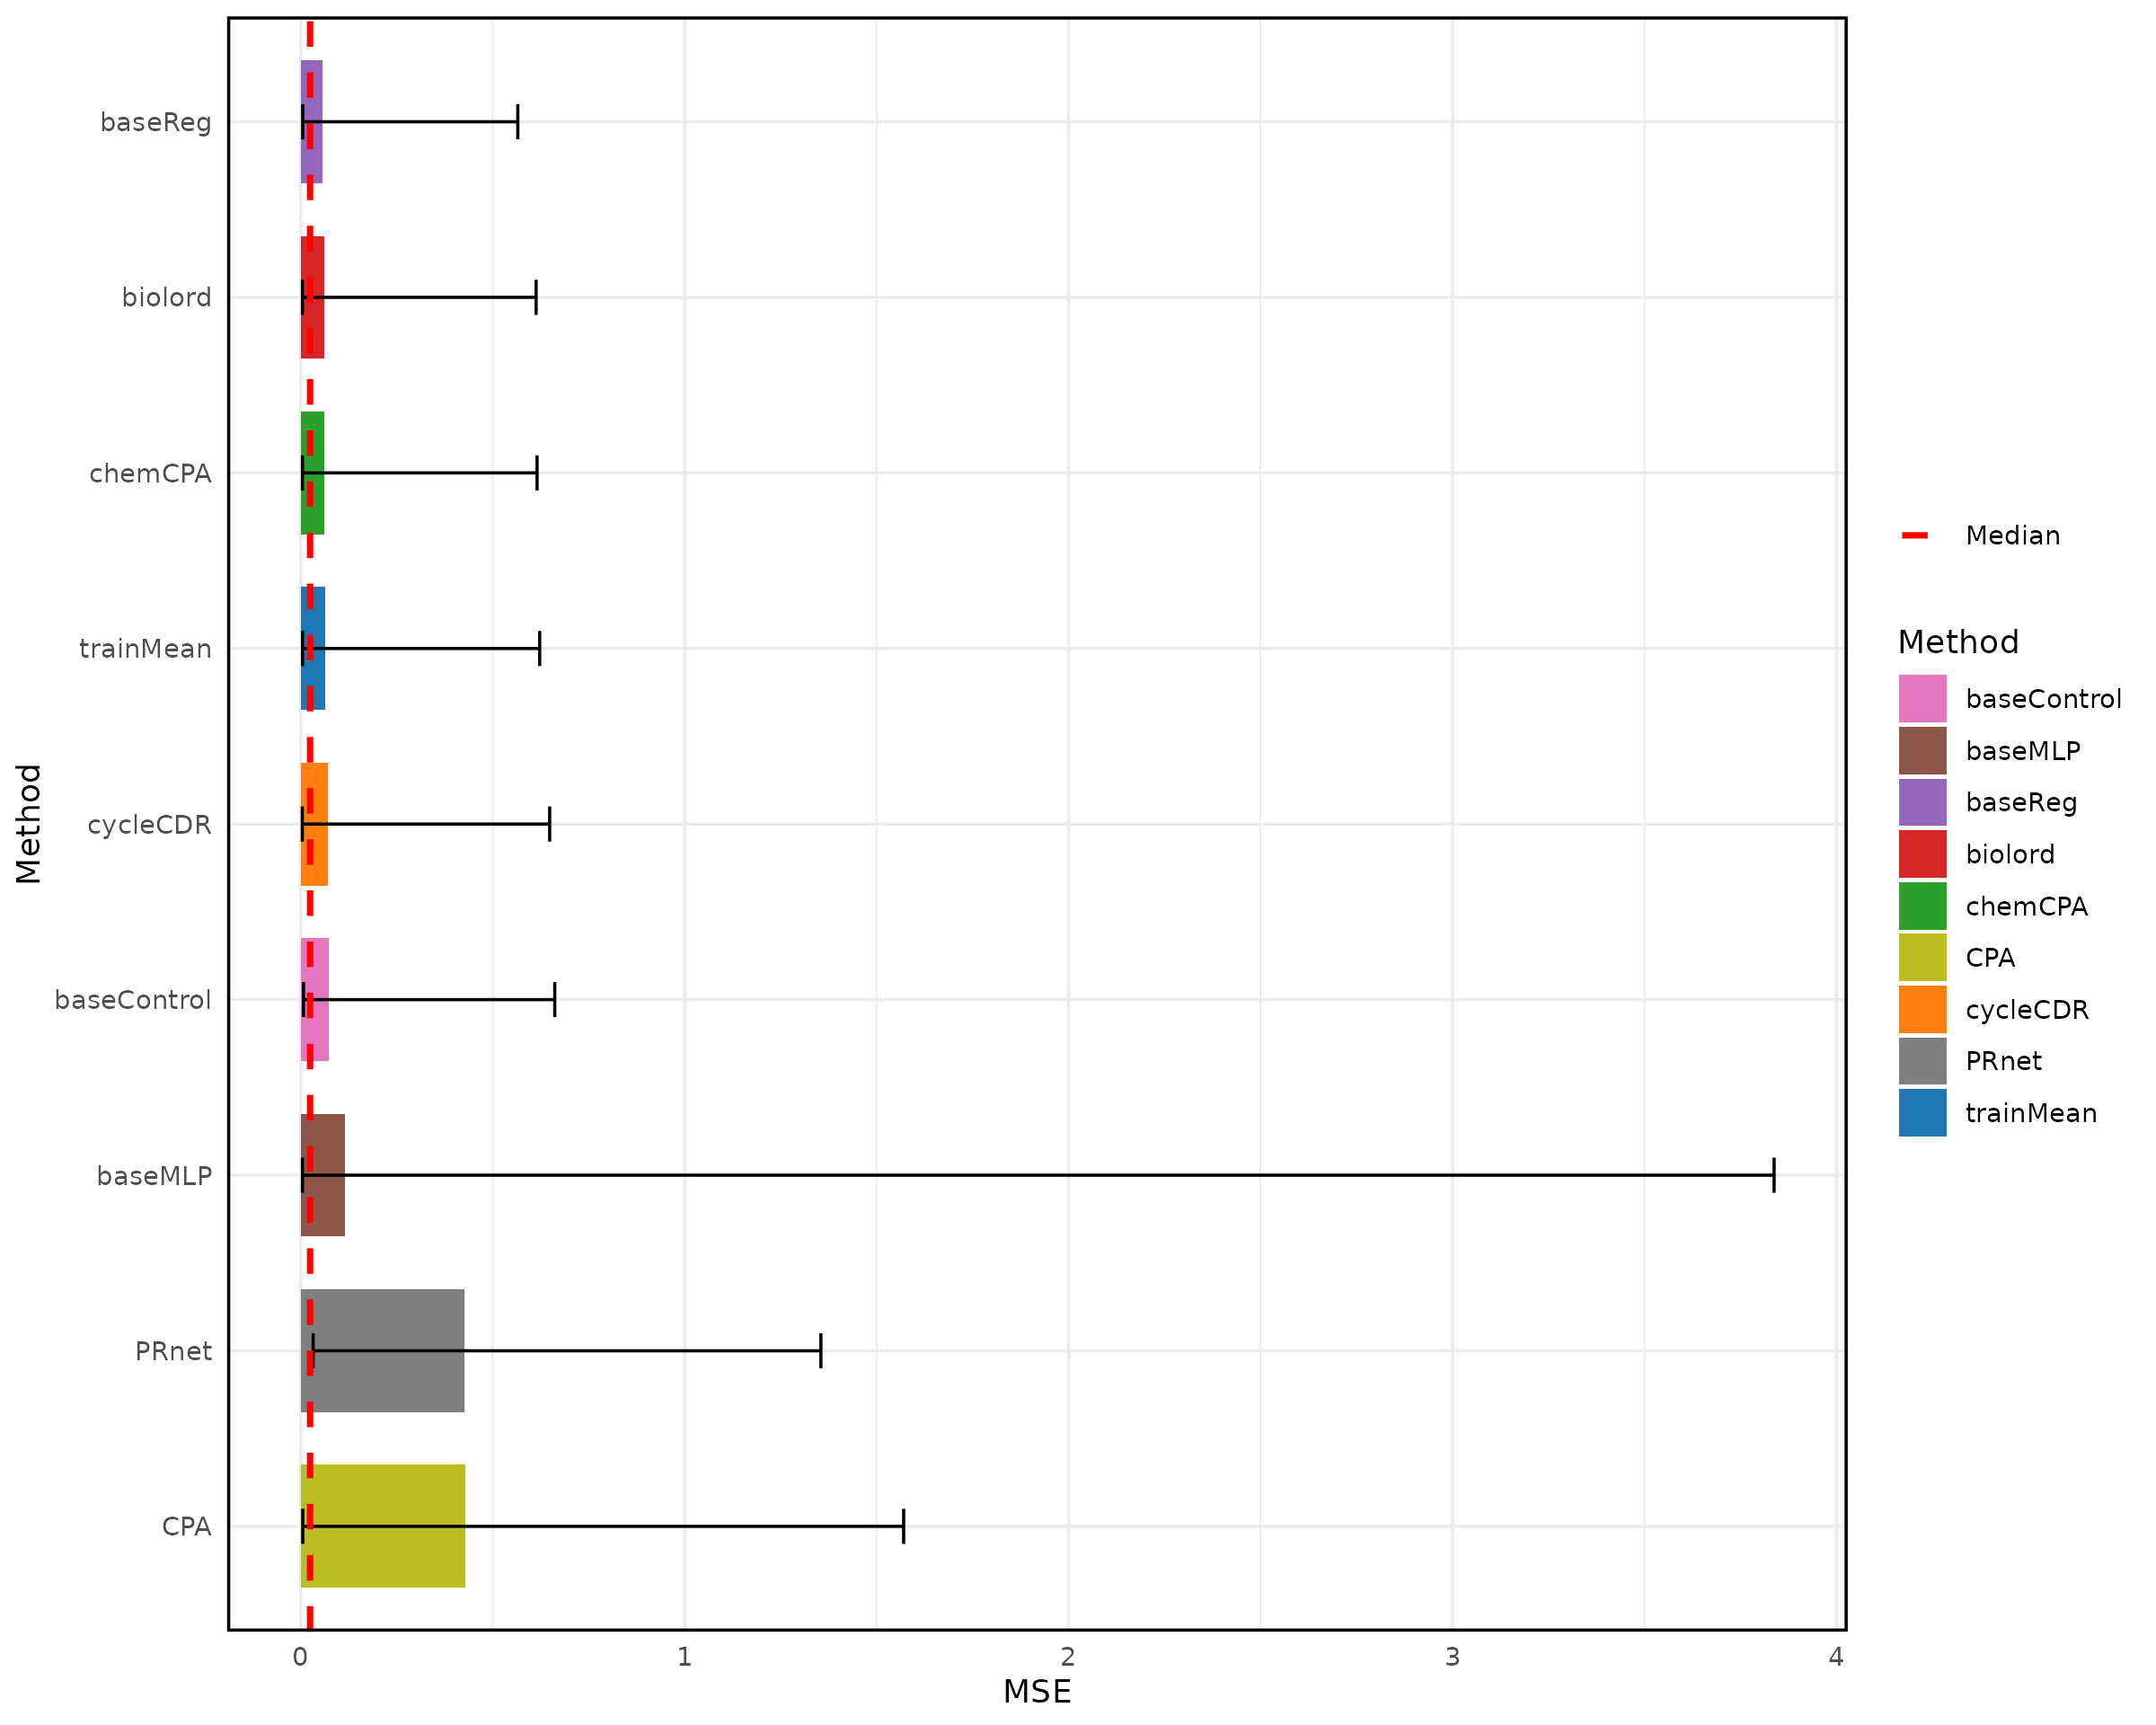 baseReg
biolord
chemCPA
trainMean
cycleCDR
baseControl
baseMLP
PRnet
CPA
Method
0 1 2 3 4
MSE
Median
Method
baseControl
baseMLP
baseReg
biolord
chemCPA
CPA
cycleCDR
PRnet
trainMean